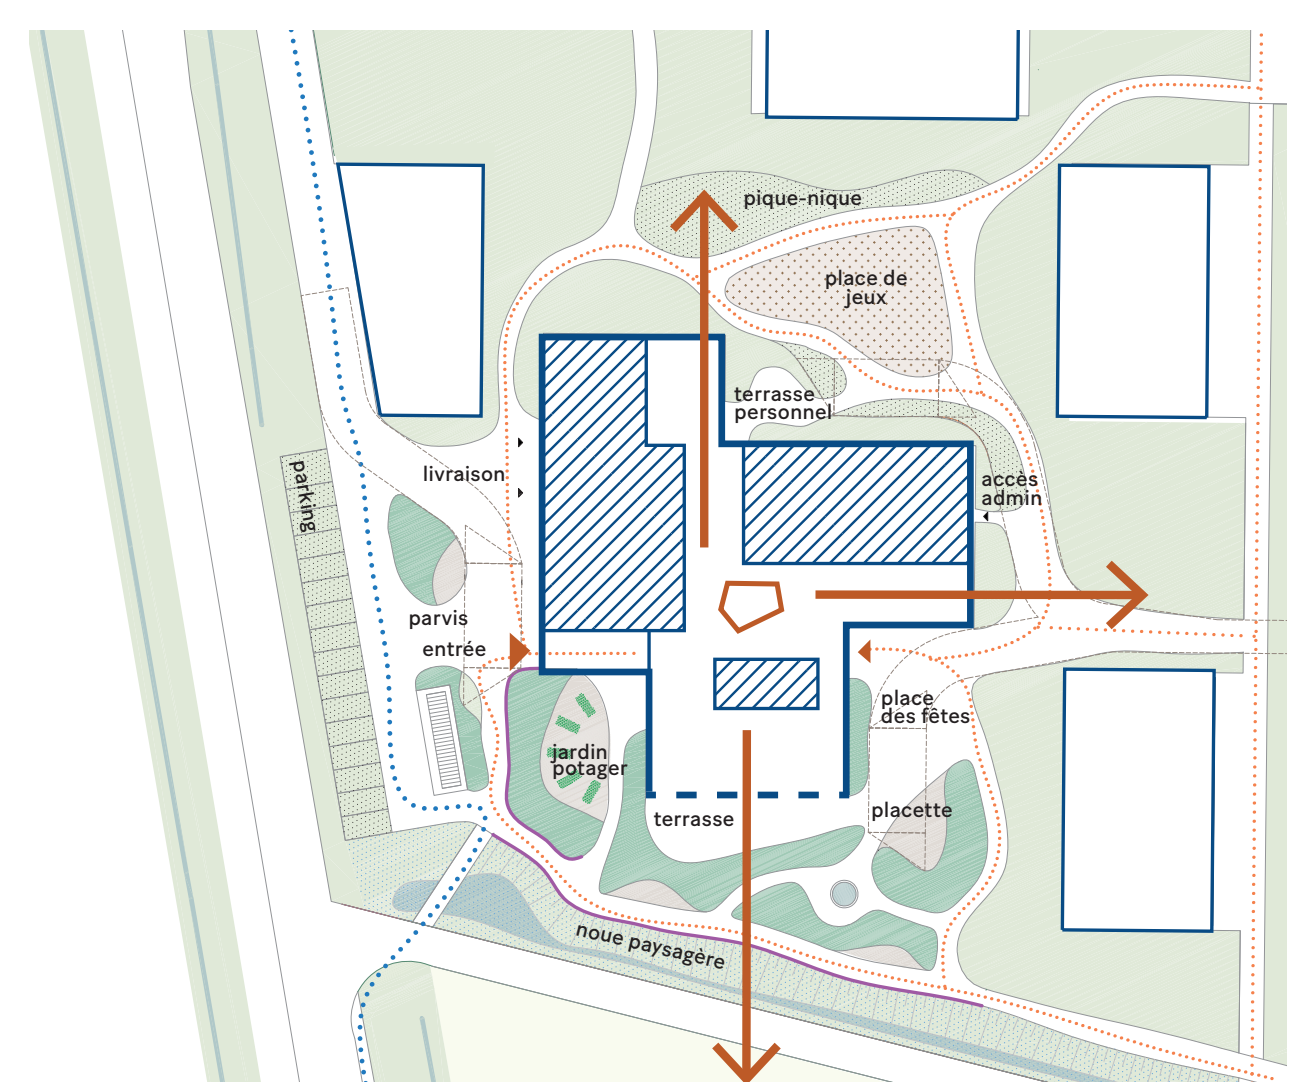 pique-nique
place de
jeux
terrasse
personnel
livraison
accès
admin
parking
parvis
entrée
place
des fêtes
jardin
potager
terrasse
placette
noue paysagère